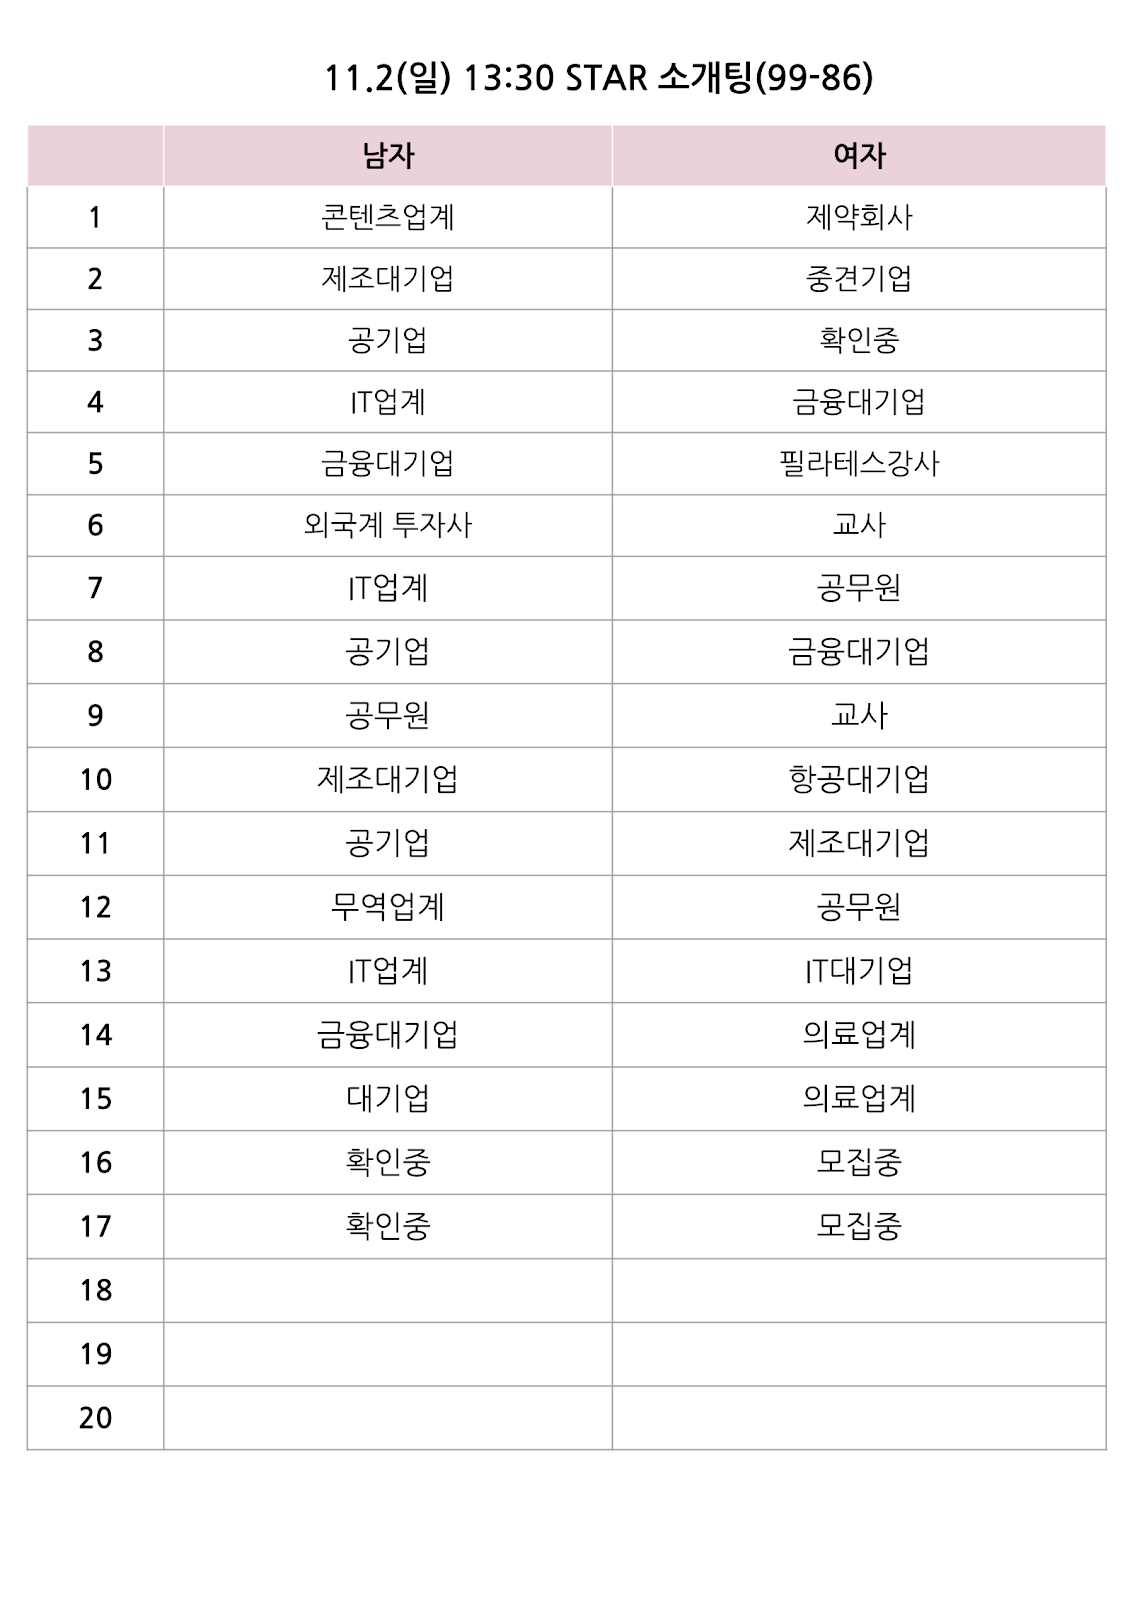 11.2(일) 13:30 STAR 소개팅(99-86)
남자 여자
1 콘텐츠업계 제약회사
2 제조대기업 중견기업
3 공기업 확인중
4 IT업계 금융대기업
5 금융대기업 필라테스강사
6 외국계 투자사 교사
7 IT업계 공무원
8 공기업 금융대기업
9 공무원 교사
10 제조대기업 항공대기업
11 공기업 제조대기업
12 무역업계 공무원
13 IT업계 IT대기업
14 금융대기업 의료업계
15 대기업 의료업계
16 확인중 모집중
17 확인중 모집중
18
19
20